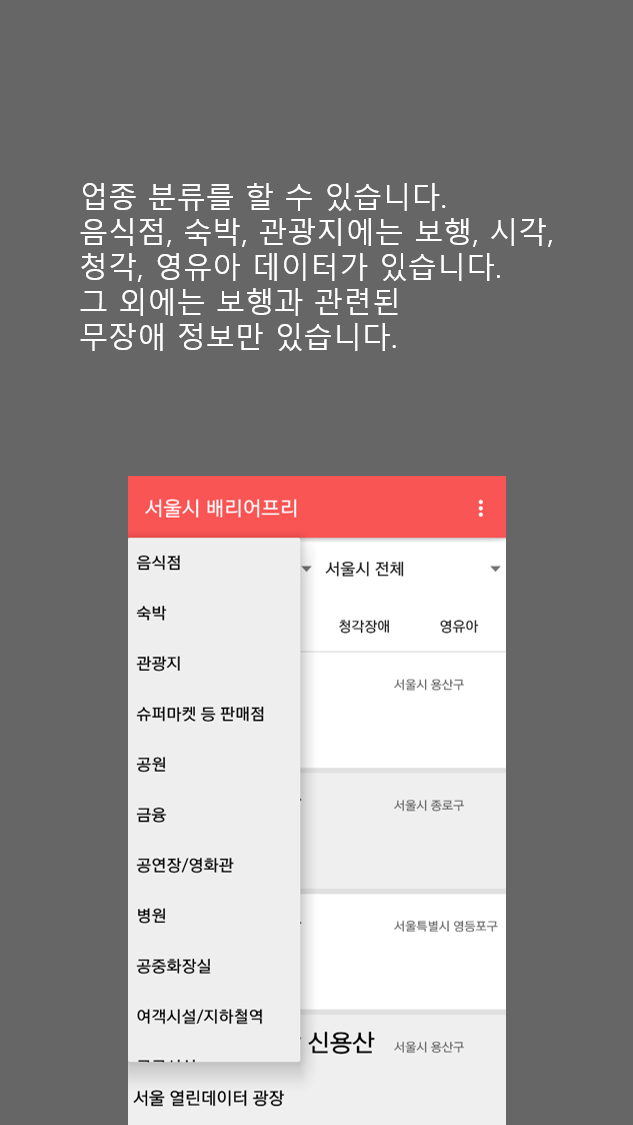 업종 분류를 할 수 있습니다.
음식점, 숙박, 관광지에는 보행, 시각,
청각, 영유아 데이터가 있습니다.
그 외에는 보행과 관련된
무장애 정보만 있습니다.
서울시 배리어프리
음식점
서울시 전체
숙박
청각장애 영유아
관광지
서울시 용산구
슈퍼마켓 등 판매점
공원
서울시 종로구
금융
공연장/영화관
병원
서울특별시 영등포구
공중화장실
여객시설/지하철역
신용산
서울시 용산구
서울 열린데이터 광장